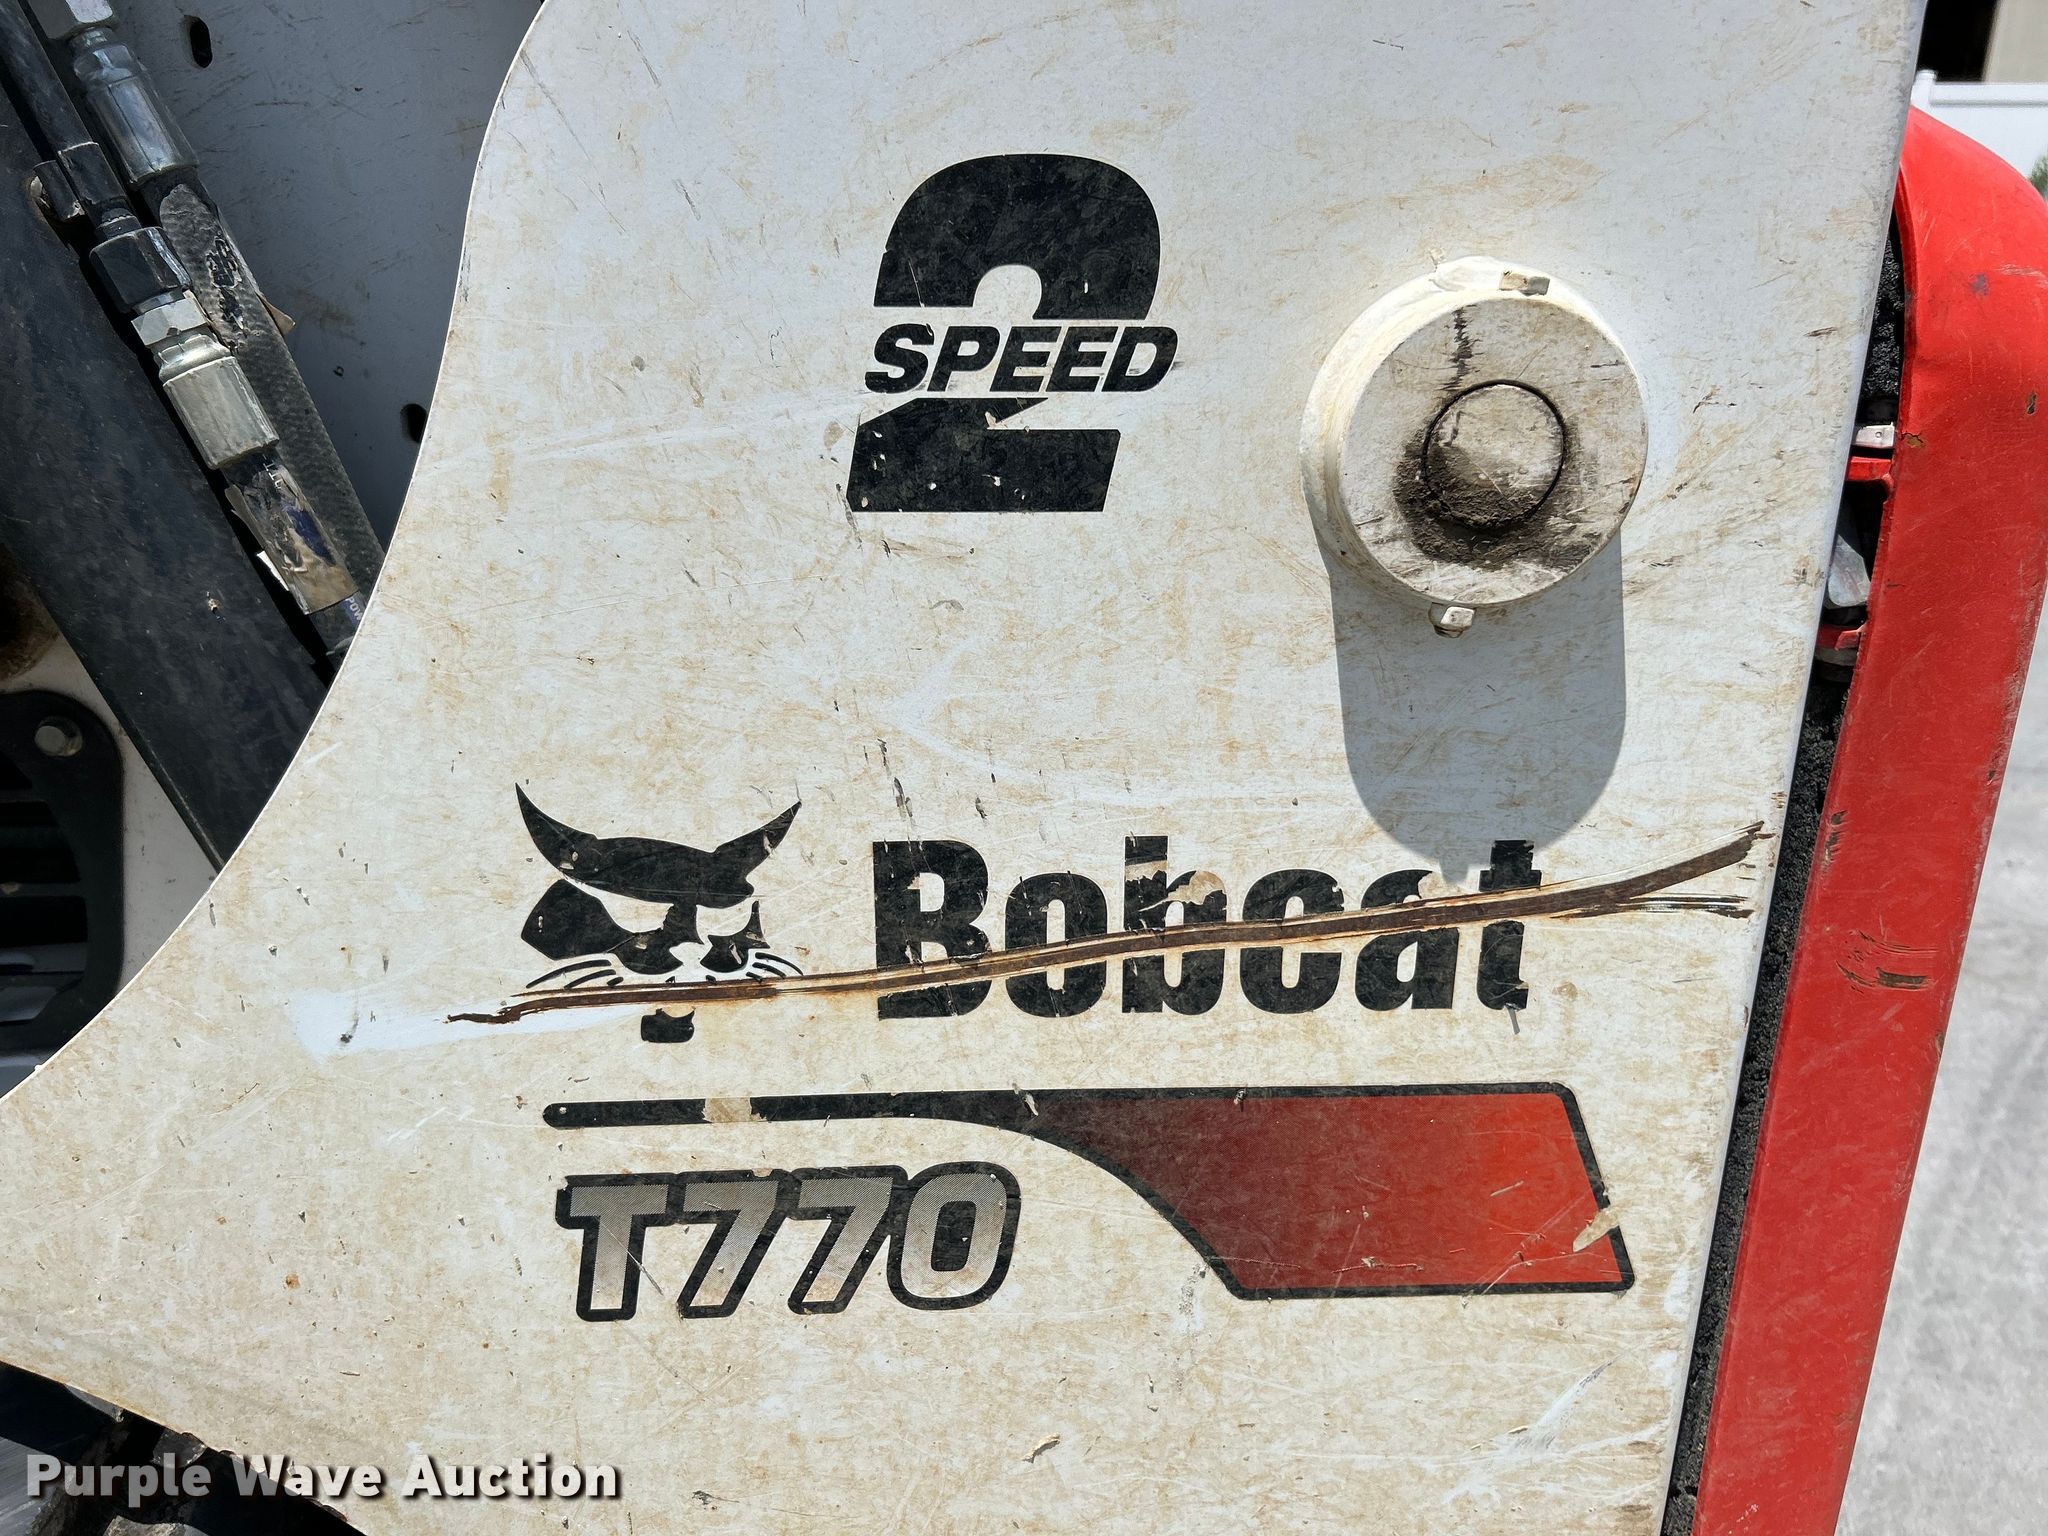 2
SPEED
Bobcat
T770
Purple Wave Auction